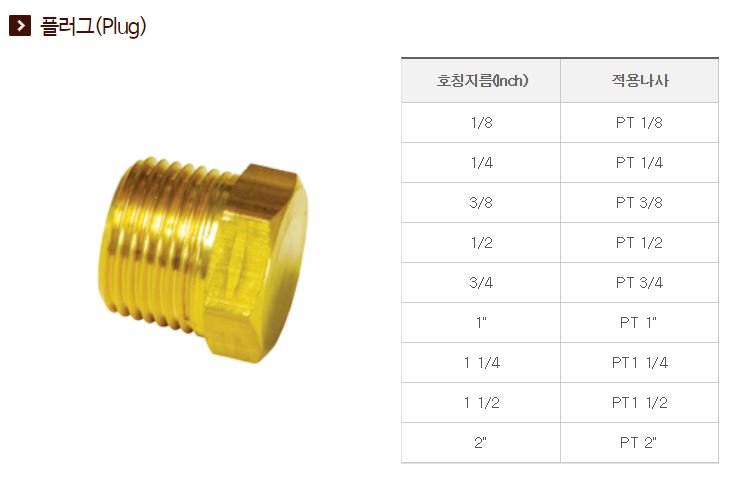 플러그(Plug)
호칭지름(Inch) 적용나사
1/8 PT 1/8
1/4 PT 1/4
3/8 PT 3/8
1/2 PT 1/2
3/4 PT 3/4
1" PT 1"
1 1/4 PT1 1/4
1 1/2 PT1 1/2
2" PT 2"